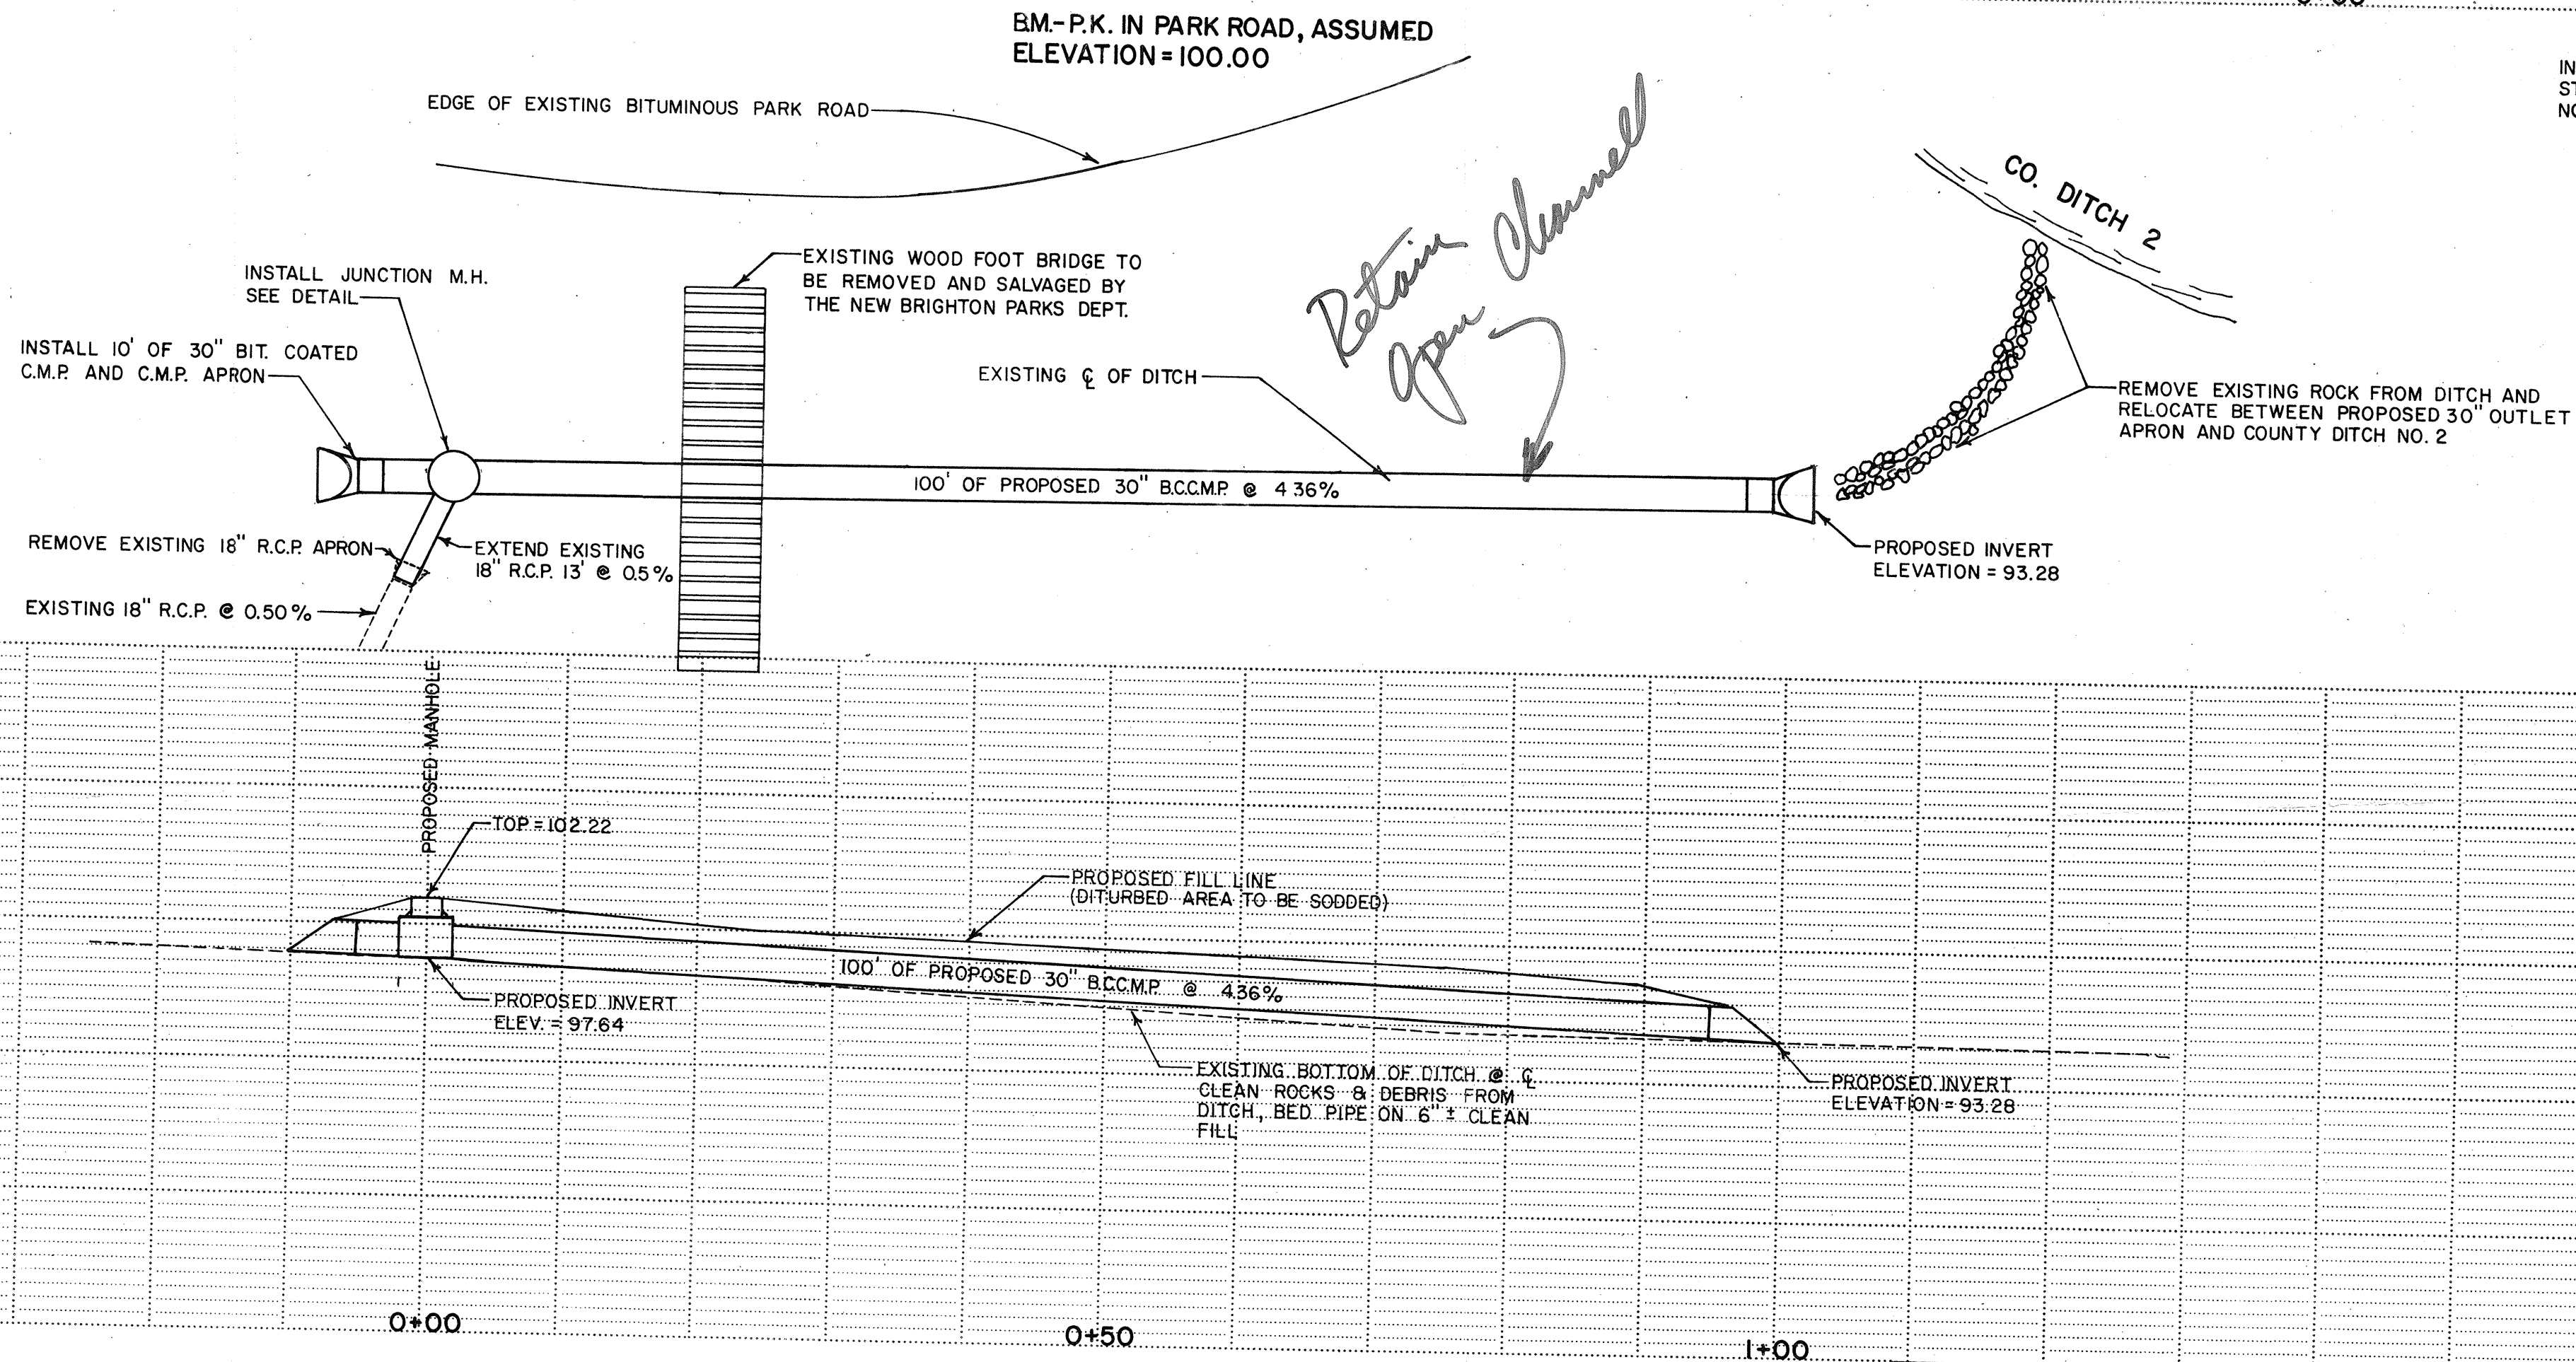 B.M.-P.K. IN PARK ROAD, ASSUMED
ELEVATION = 100.00
EDGE OF EXISTING BITUMINOUS PARK ROAD
CO. DITCH 2
EXISTING WOOD FOOT BRIDGE TO
BE REMOVED AND SALVAGED BY
THE NEW BRIGHTON PARKS DEPT.
Retain
Open Channell
INSTALL JUNCTION M.H.
SEE DETAIL
INSTALL 10' OF 30" BIT. COATED
C.M.P. AND C.M.P. APRON
EXISTING ℄ OF DITCH
REMOVE EXISTING ROCK FROM DITCH AND
RELOCATE BETWEEN PROPOSED 30" OUTLET
APRON AND COUNTY DITCH NO. 2
100' OF PROPOSED 30" B.C.C.M.P. @ 4.36%
REMOVE EXISTING 18" R.C.P. APRON
EXTEND EXISTING
18" R.C.P. 13' @ 0.5%
PROPOSED INVERT
ELEVATION = 93.28
EXISTING 18" R.C.P. @ 0.50%
PROPOSED MANHOLE
TOP = 102.22
PROPOSED FILL LINE
(DITURBED AREA TO BE SODDED)
100' OF PROPOSED 30" B.C.C.M.P. @ 4.36%
PROPOSED INVERT
ELEV. = 97.64
EXISTING BOTTOM OF DITCH @ ℄
CLEAN ROCKS & DEBRIS FROM
DITCH, BED PIPE ON 6" ± CLEAN
FILL
PROPOSED INVERT
ELEVATION = 93.28
0+00
0+50
1+00